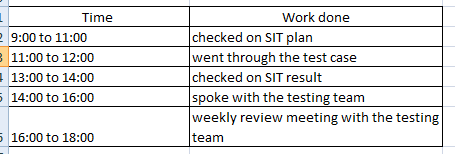 Time Work done
9:00 to 11:00 checked on SIT plan
11:00 to 12:00 went through the test case
13:00 to 14:00 checked on SIT result
14:00 to 16:00 spoke with the testing team
weekly review meeting with the testing
16:00 to 18:00 team